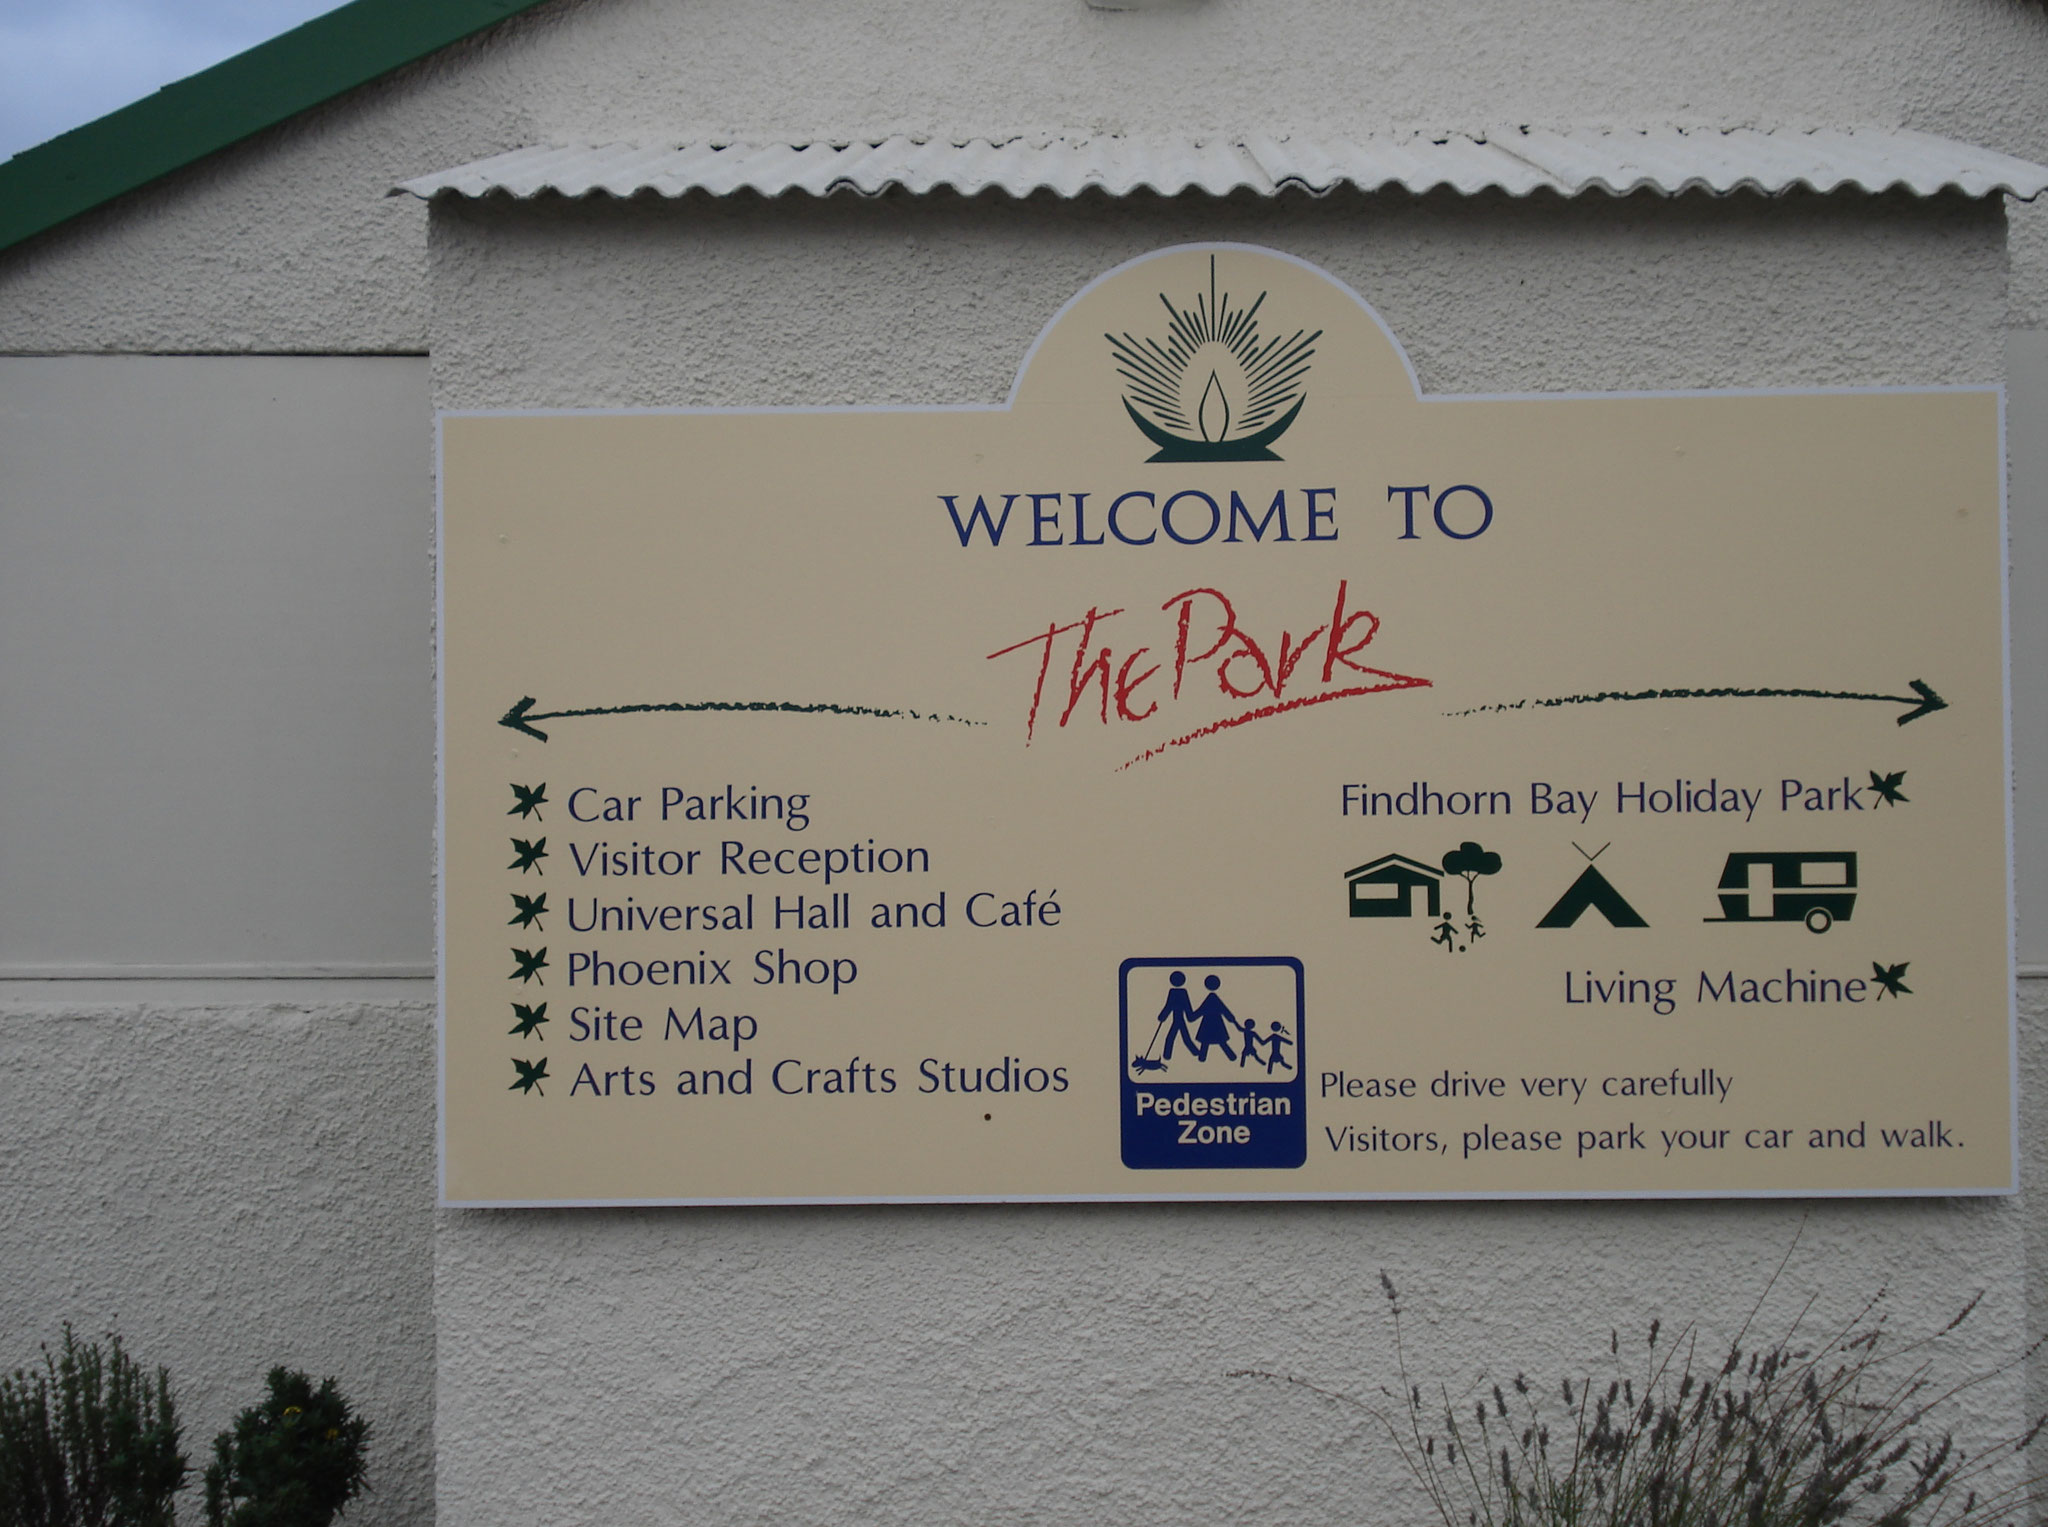 WELCOME TO
The Park
Car Parking
Visitor Reception
Universal Hall and Café
Phoenix Shop
Site Map
Arts and Crafts Studios
Findhorn Bay Holiday Park
Living Machine
Pedestrian
Zone
Please drive very carefully
Visitors, please park your car and walk.